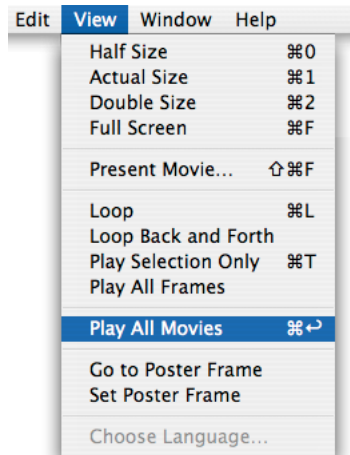 Edit View Window Help
Half Size ⌘0
Actual Size ⌘1
Double Size ⌘2
Full Screen ⌘F
Present Movie... ⇧⌘F
Loop ⌘L
Loop Back and Forth
Play Selection Only ⌘T
Play All Frames
Play All Movies ⌘↩
Go to Poster Frame
Set Poster Frame
Choose Language...